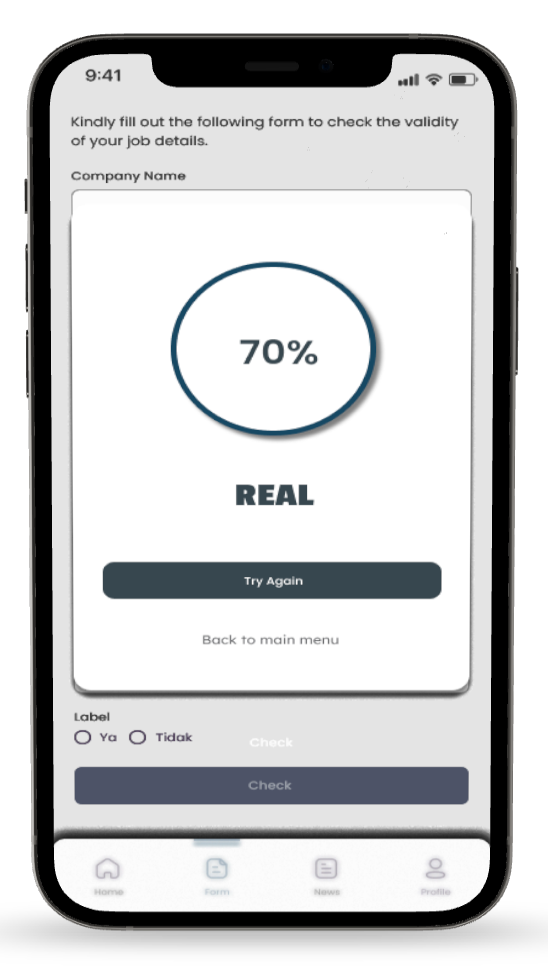 9:41
Kindly fill out the following form to check the validity
of your job details.
Company Name
70%
REAL
Try Again
Back to main menu
Label
Ya Tidak
Check
Check
Home Form News Profile